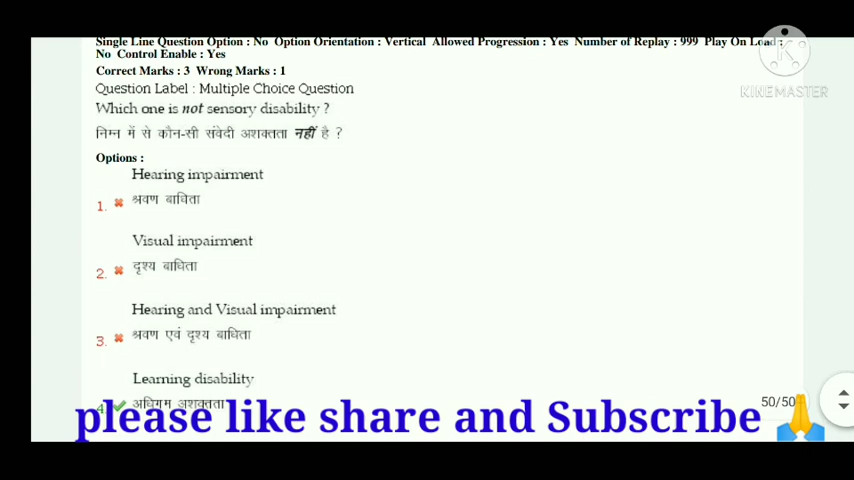 Single Line Question Option : No Option Orientation : Vertical Allowed Progression : Yes Number of Replay : 999 Play On Load :
No Control Enable : Yes
Correct Marks : 3 Wrong Marks : 1
Question Label : Multiple Choice Question
Which one is not sensory disability ?
निम्न में से कौन-सी संवेदी अशक्तता नहीं है ?
Options :
Hearing impairment
1. श्रवण बाधिता
Visual impairment
2. दृश्य बाधिता
Hearing and Visual impairment
3. श्रवण एवं दृश्य बाधिता
Learning disability
4. अधिगम अशक्तता
50/50
please like share and Subscribe
K
KINEMASTER